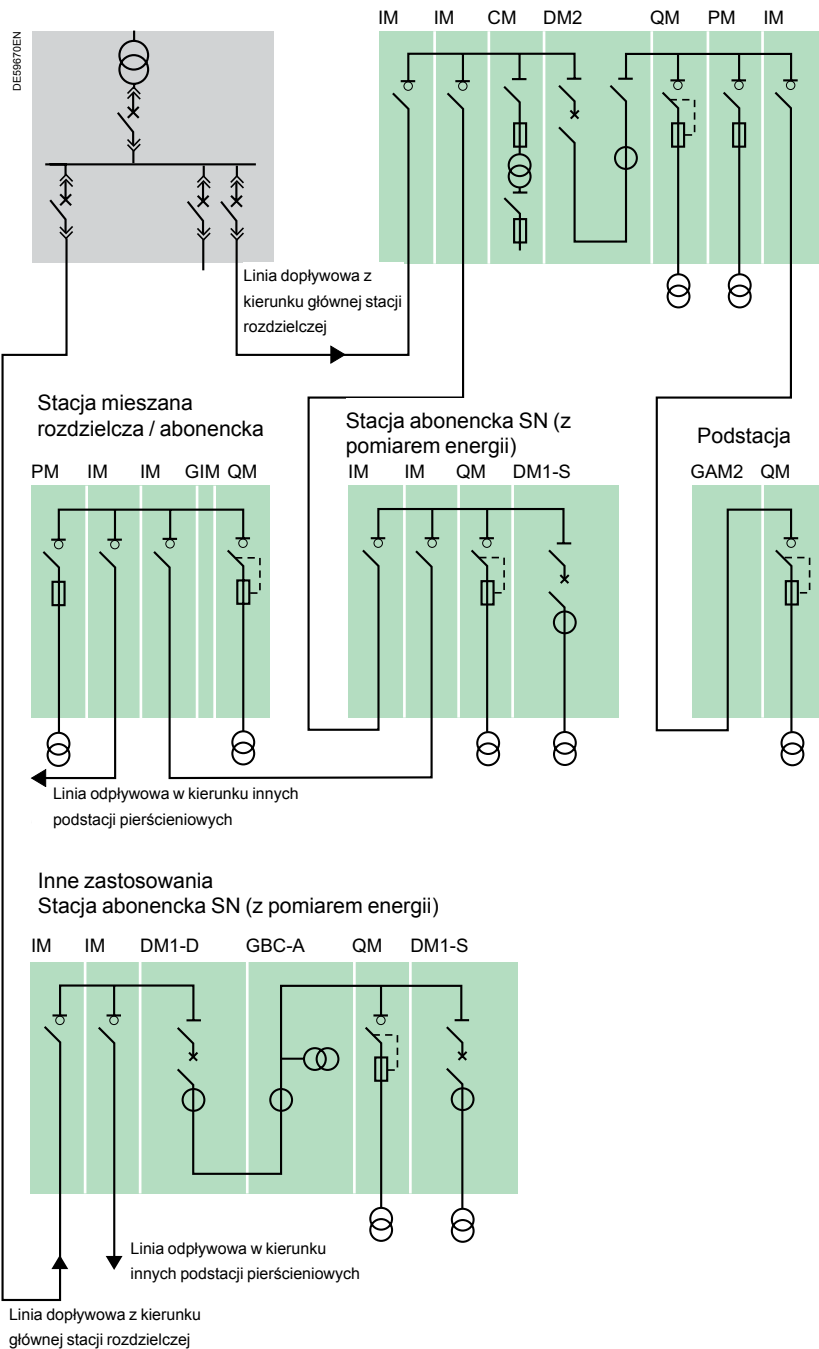 DE59670EN
IM IM CM DM2 QM PM IM
Linia dopływowa z
kierunku głównej stacji
rozdzielczej
Stacja mieszana
rozdzielcza / abonencka
PM IM IM GIM QM
Stacja abonencka SN (z
pomiarem energii)
IM IM QM DM1-S
Podstacja
GAM2 QM
Linia odpływowa w kierunku innych
podstacji pierścieniowych
Inne zastosowania
Stacja abonencka SN (z pomiarem energii)
IM IM DM1-D GBC-A QM DM1-S
Linia odpływowa w kierunku
innych podstacji pierścieniowych
Linia dopływowa z kierunku
głównej stacji rozdzielczej